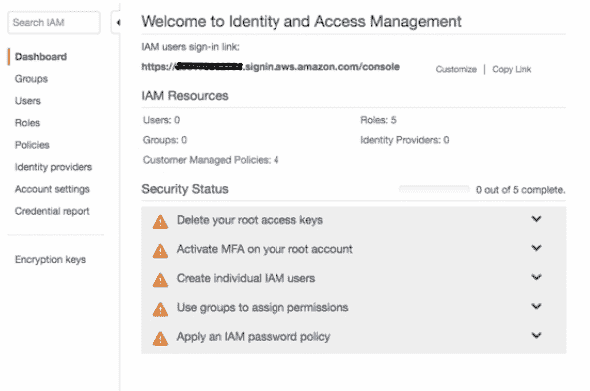 Search IAM
Dashboard
Groups
Users
Roles
Policies
Identity providers
Account settings
Credential report
Encryption keys
Welcome to Identity and Access Management
IAM users sign-in link:
https:/ .signin.aws.amazon.com/console Customize | Copy Link
IAM Resources
Users: 0 Roles: 5
Groups: 0 Identity Providers: 0
Customer Managed Policies: 4
Security Status 0 out of 5 complete.
Delete your root access keys
Activate MFA on your root account
Create individual IAM users
Use groups to assign permissions
Apply an IAM password policy